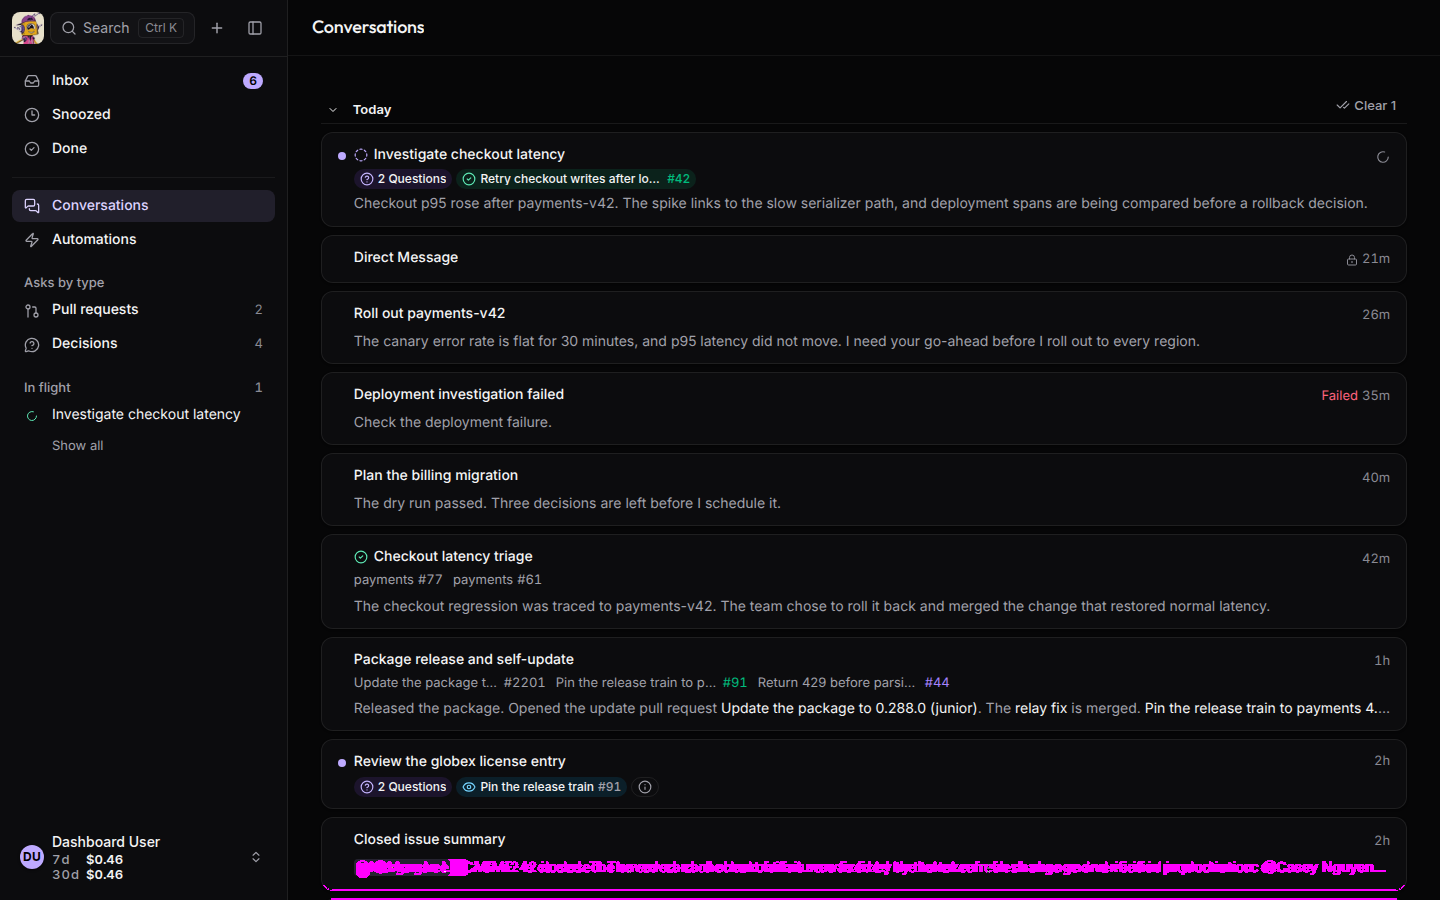 Search Ctrl K
Inbox 6
Snoozed
Done
Conversations
Automations
Asks by type
Pull requests 2
Decisions 4
In flight 1
Investigate checkout latency
Show all
DU Dashboard User
7d $0.46
30d $0.46
Conversations
Today Clear 1
Investigate checkout latency
2 Questions Retry checkout writes after lo... #42
Checkout p95 rose after payments-v42. The spike links to the slow serializer path, and deployment spans are being compared before a rollback decision.
Direct Message 21m
Roll out payments-v42 26m
The canary error rate is flat for 30 minutes, and p95 latency did not move. I need your go-ahead before I roll out to every region.
Deployment investigation failed Failed 35m
Check the deployment failure.
Plan the billing migration 40m
The dry run passed. Three decisions are left before I schedule it.
Checkout latency triage 42m
payments #77 payments #61
The checkout regression was traced to payments-v42. The team chose to roll it back and merged the change that restored normal latency.
Package release and self-update 1h
Update the package t... #2201 Pin the release train to p... #91 Return 429 before parsi... #44
Released the package. Opened the update pull request Update the package to 0.288.0 (junior). The relay fix is merged. Pin the release train to payments 4....
Review the globex license entry 2h
2 Questions Pin the release train #91
Closed issue summary 2h
Casey Nguyen